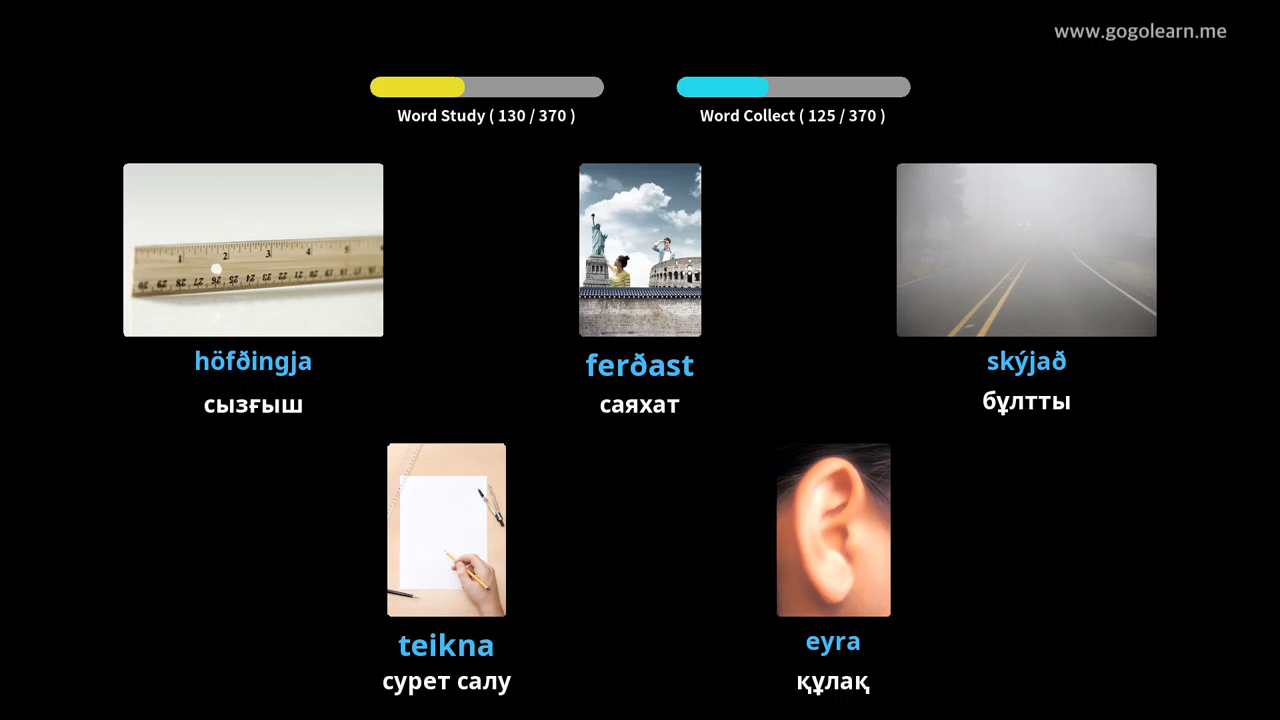 www.gogolearn.me
Word Study ( 130 / 370 )
Word Collect ( 125 / 370 )
höfðingja
ferðast
skýjað
сызғыш
саяхат
бұлтты
teikna
eyra
сурет салу
құлақ